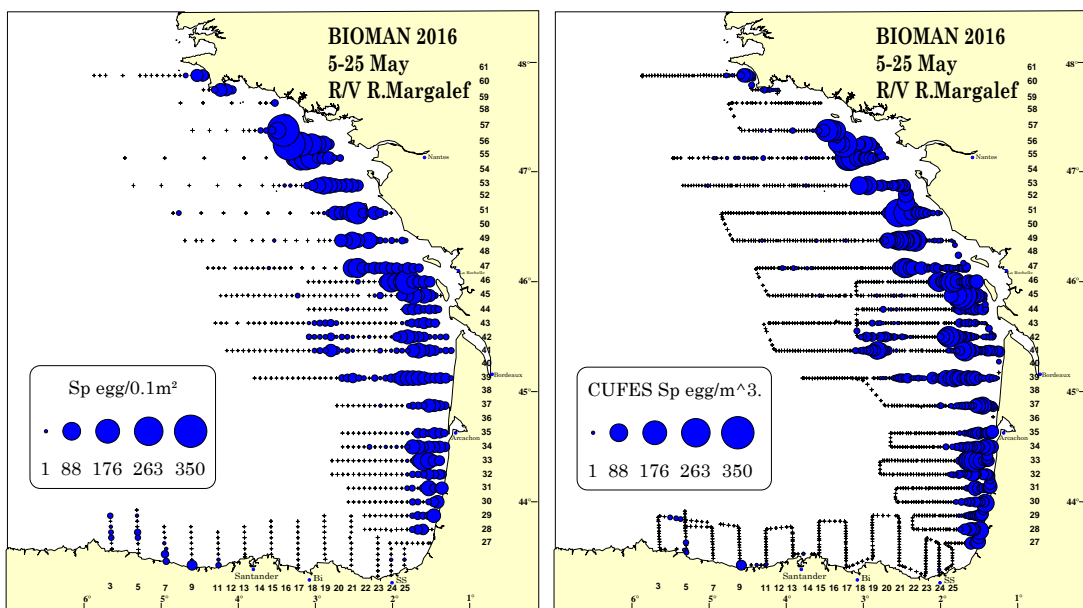 BIOMAN 2016
5-25 May
R/V R.Margalef
48°
47°
46°
45°
44°
61
60
59
58
57
56
55
54
53
52
51
50
49
48
47
46
45
44
43
42
41
40
39
38
37
36
35
34
33
32
31
30
29
28
27
Nantes
La Rochelle
Bordeaux
Arcachon
Sp egg/0.1m²
1 88 176 263 350
Santander
Bi
SS
3 5 7 9 11 12 13 14 15 16 17 18 19 20 21 22 23 24 25
6° 5° 4° 3° 2° 1°
BIOMAN 2016
5-25 May
R/V R.Margalef
48°
47°
46°
45°
44°
61
60
59
58
57
56
55
54
53
52
51
50
49
48
47
46
45
44
43
42
41
40
39
38
37
36
35
34
33
32
31
30
29
28
27
Nantes
La Rochelle
Bordeaux
Arcachon
CUFES Sp egg/m^3.
1 88 176 263 350
Santander
Bi
SS
3 5 7 9 11 12 13 14 15 16 17 18 19 20 21 22 23 24 25
6° 5° 4° 3° 2° 1°